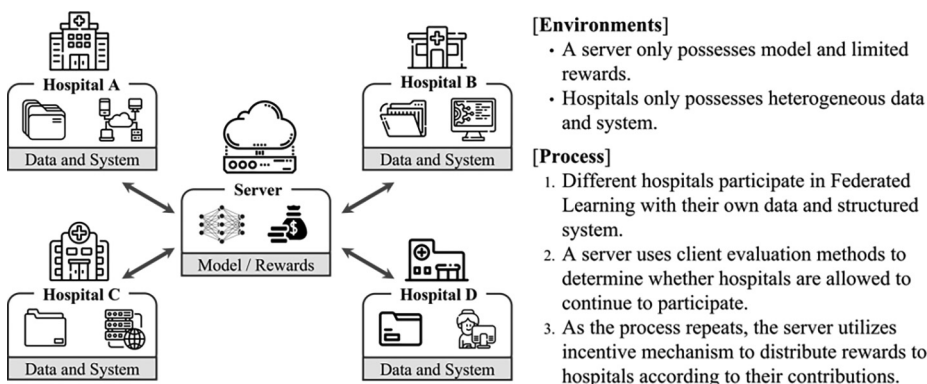 Hospital A
Data and System
Hospital B
Data and System
Server
$
Model / Rewards
Hospital C
Data and System
Hospital D
Data and System
[Environments]
• A server only possesses model and limited
rewards.
• Hospitals only possesses heterogeneous data
and system.
[Process]
1. Different hospitals participate in Federated
Learning with their own data and structured
system.
2. A server uses client evaluation methods to
determine whether hospitals are allowed to
continue to participate.
3. As the process repeats, the server utilizes
incentive mechanism to distribute rewards to
hospitals according to their contributions.